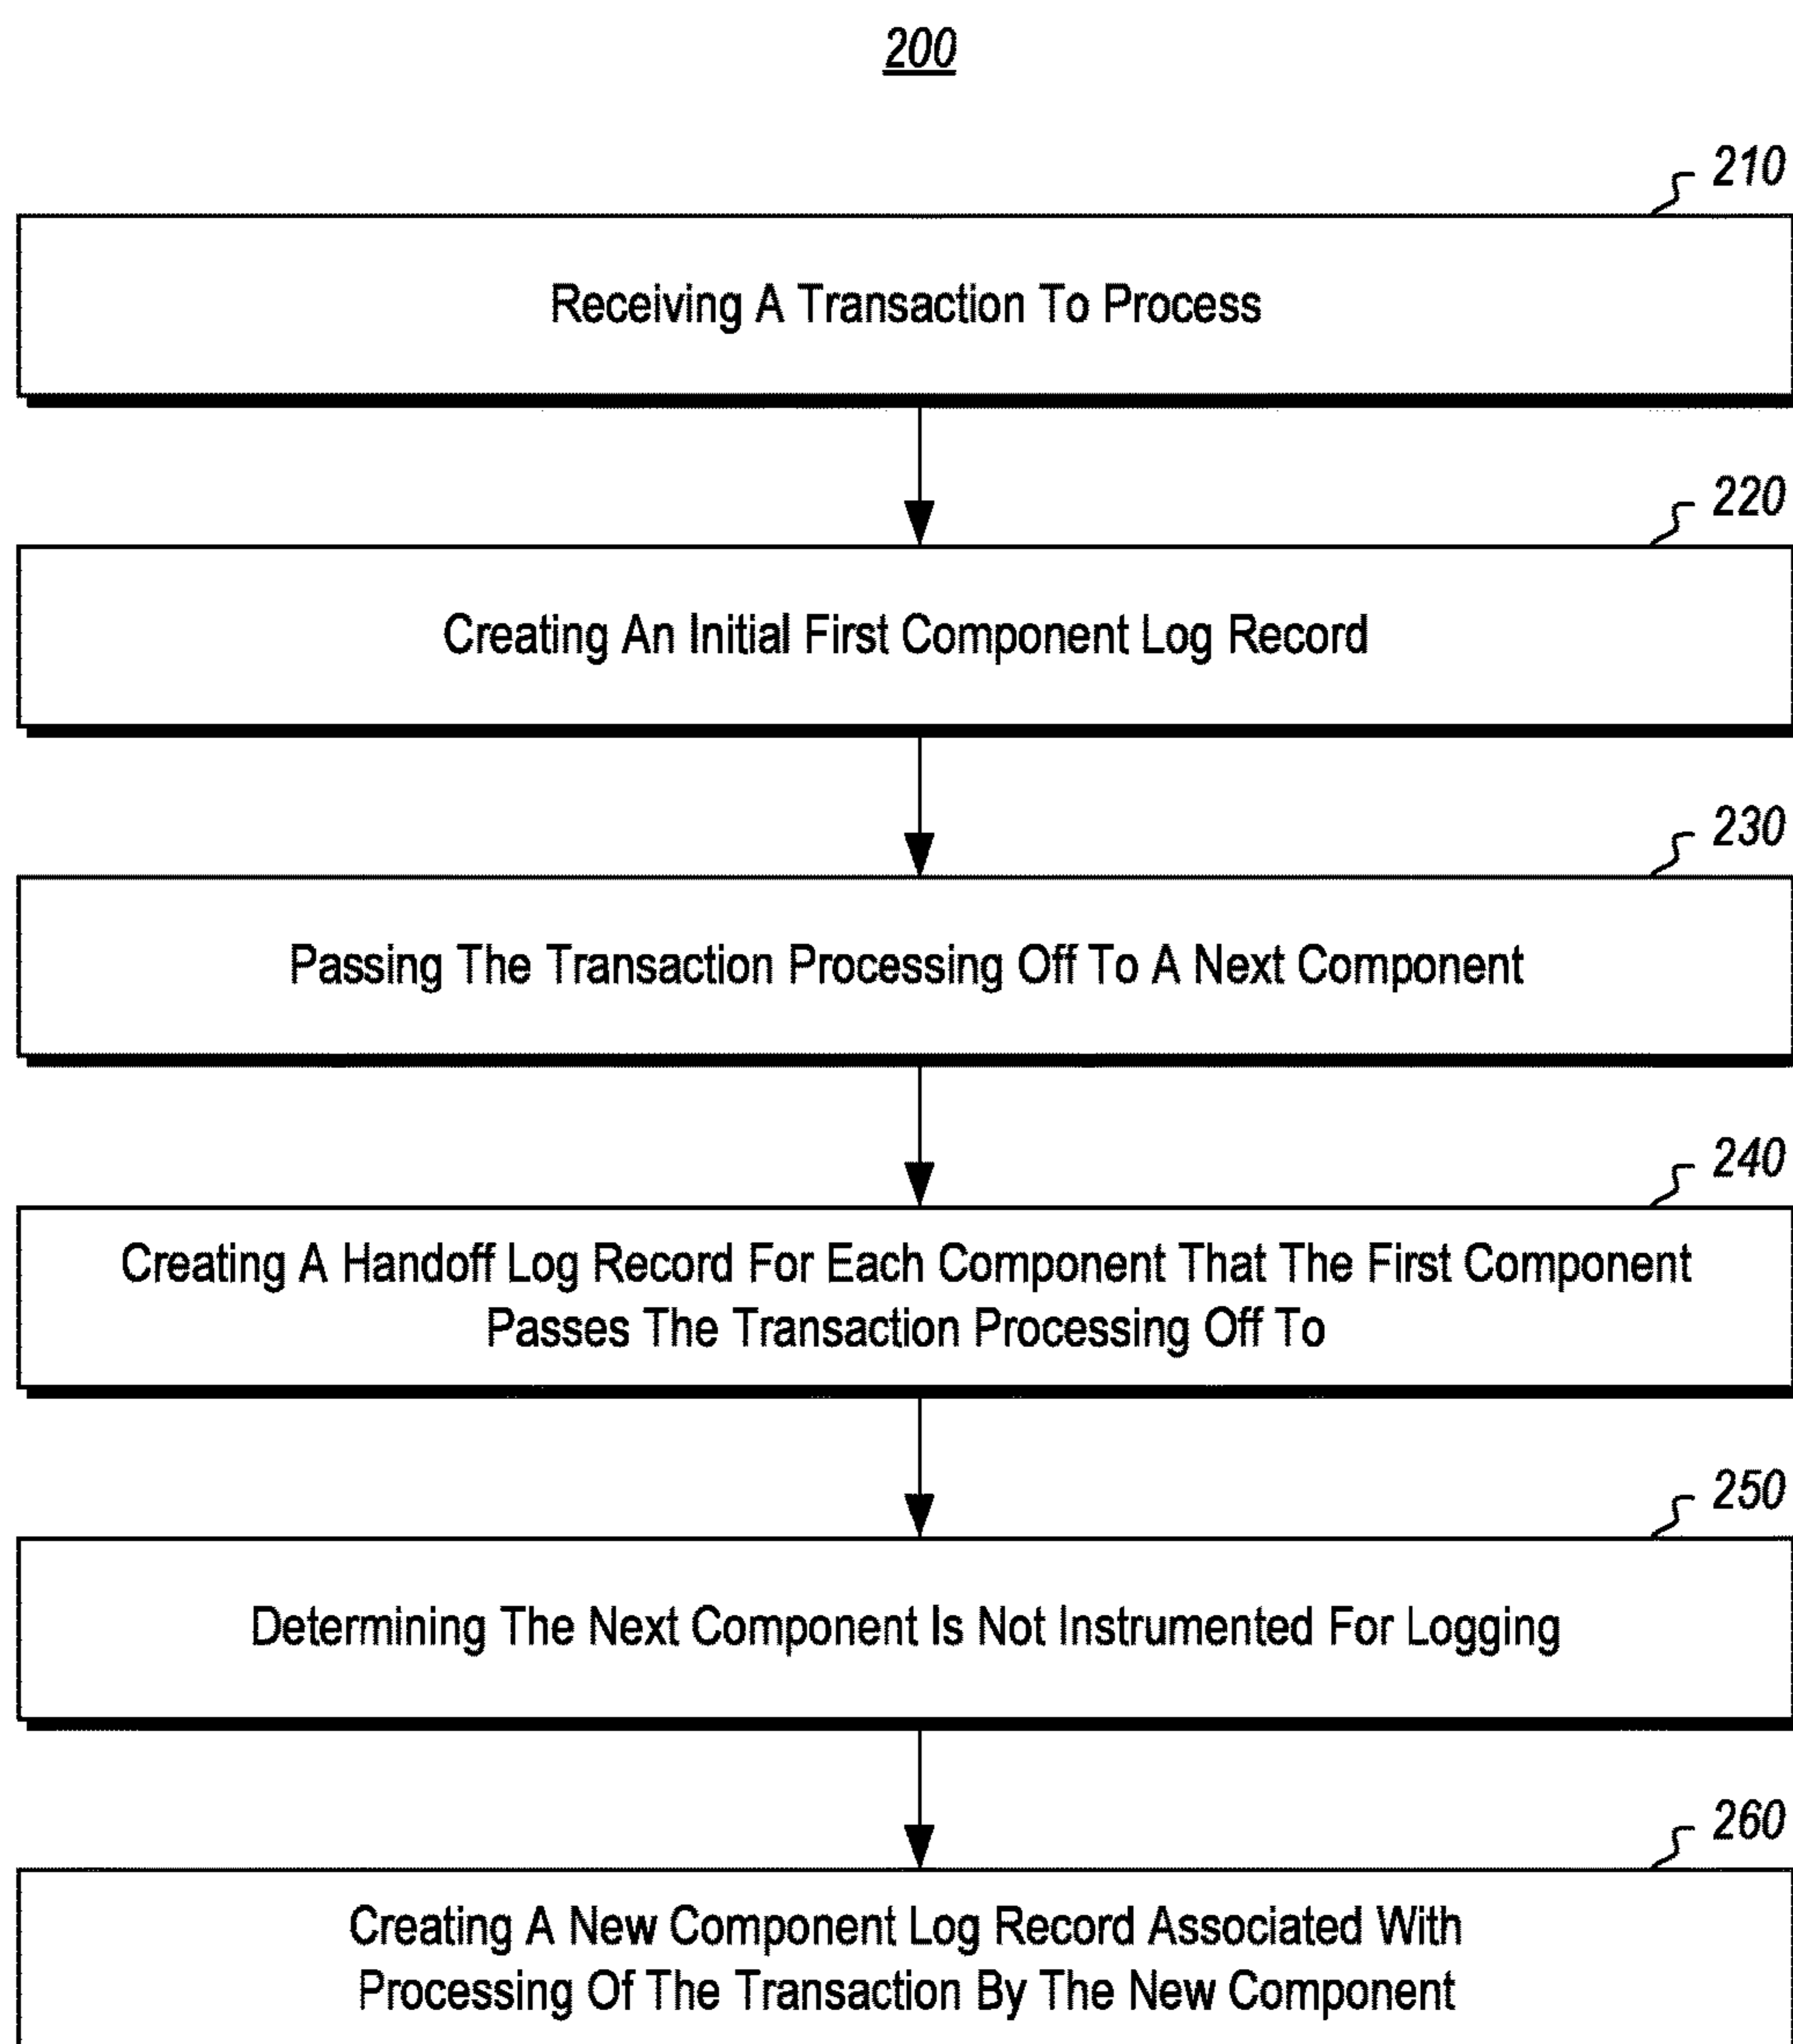 200
210
Receiving A Transaction To Process
220
Creating An Initial First Component Log Record
230
Passing The Transaction Processing Off To A Next Component
240
Creating A Handoff Log Record For Each Component That The First Component
Passes The Transaction Processing Off To
250
Determining The Next Component Is Not Instrumented For Logging
260
Creating A New Component Log Record Associated With
Processing Of The Transaction By The New Component